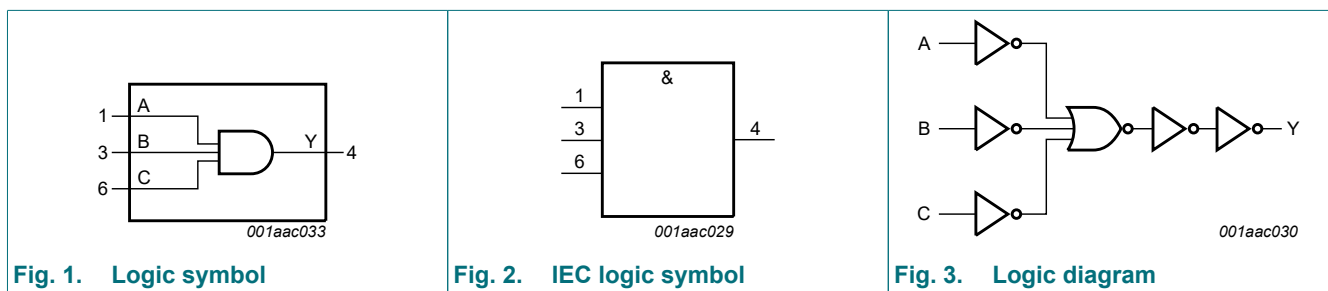 1
A
3
B
6
C
Y
4
001aac033
Fig. 1. Logic symbol
&
1
3
6
4
001aac029
Fig. 2. IEC logic symbol
A
B
C
Y
001aac030
Fig. 3. Logic diagram